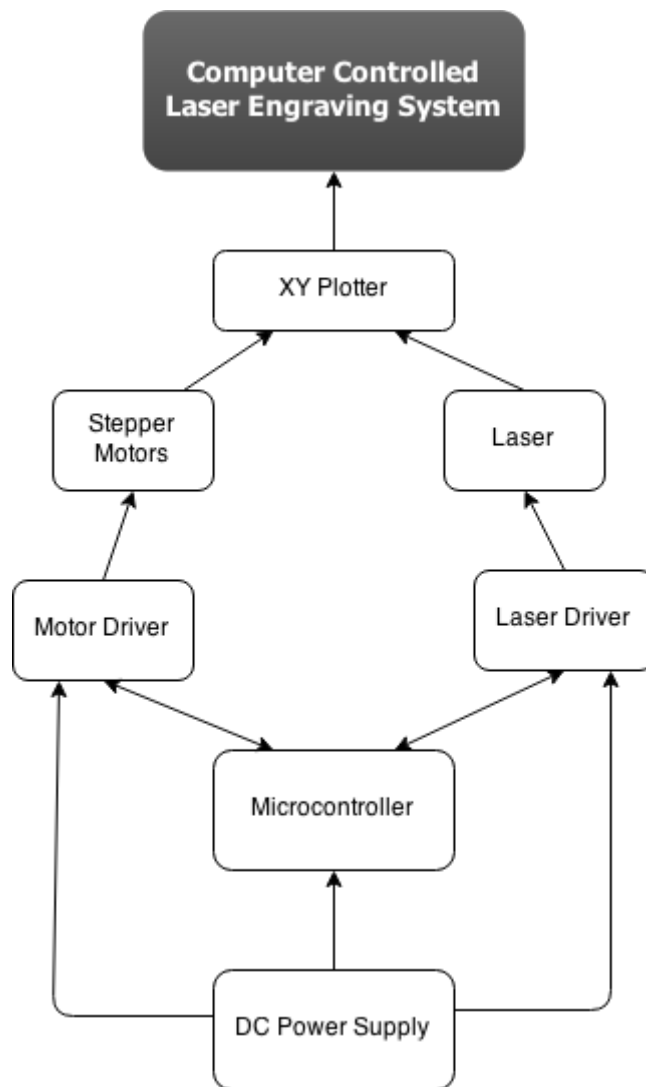 Computer Controlled
Laser Engraving System
XY Plotter
Stepper
Motors
Laser
Motor Driver
Laser Driver
Microcontroller
DC Power Supply